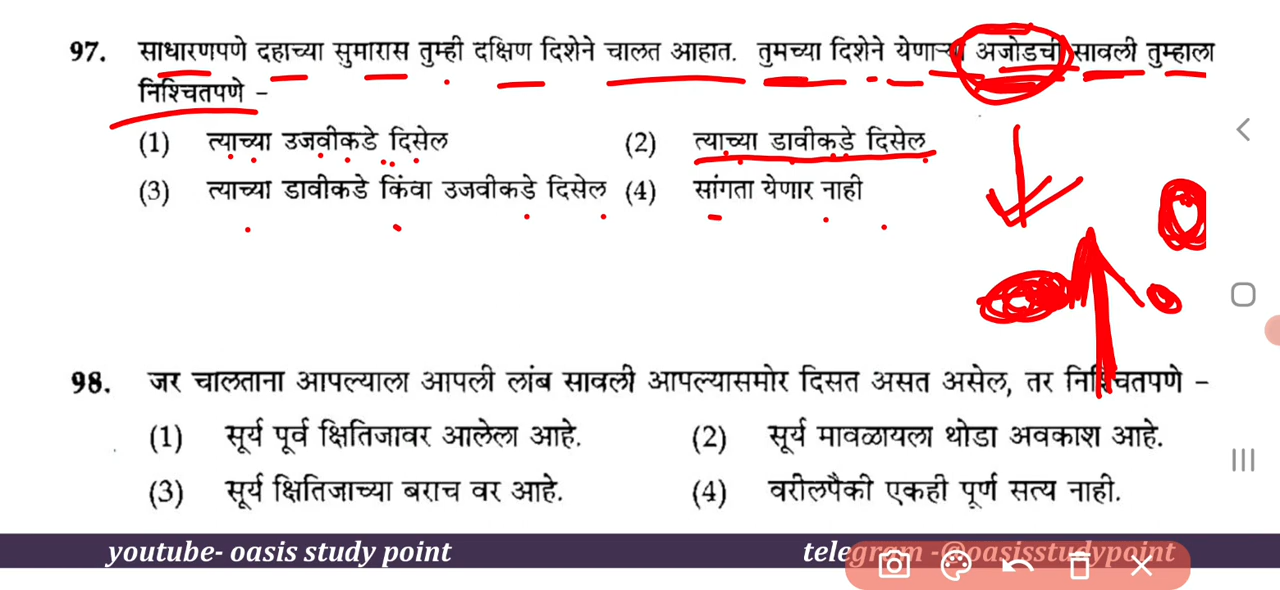 97. साधारणपणे दहाच्या सुमारास तुम्ही दक्षिण दिशेने चालत आहात. तुमच्या दिशेने येणाऱ्या अजोडची सावली तुम्हाला
निश्चितपणे –
(1) त्याच्या उजवीकडे दिसेल (2) त्याच्या डावीकडे दिसेल
(3) त्याच्या डावीकडे किंवा उजवीकडे दिसेल (4) सांगता येणार नाही
98. जर चालताना आपल्याला आपली लांब सावली आपल्यासमोर दिसत असत असेल, तर निश्चितपणे –
(1) सूर्य पूर्व क्षितिजावर आलेला आहे. (2) सूर्य मावळायला थोडा अवकाश आहे.
(3) सूर्य क्षितिजाच्या बराच वर आहे. (4) वरीलपैकी एकही पूर्ण सत्य नाही.
youtube- oasis study point telegram -@oasisstudypoint